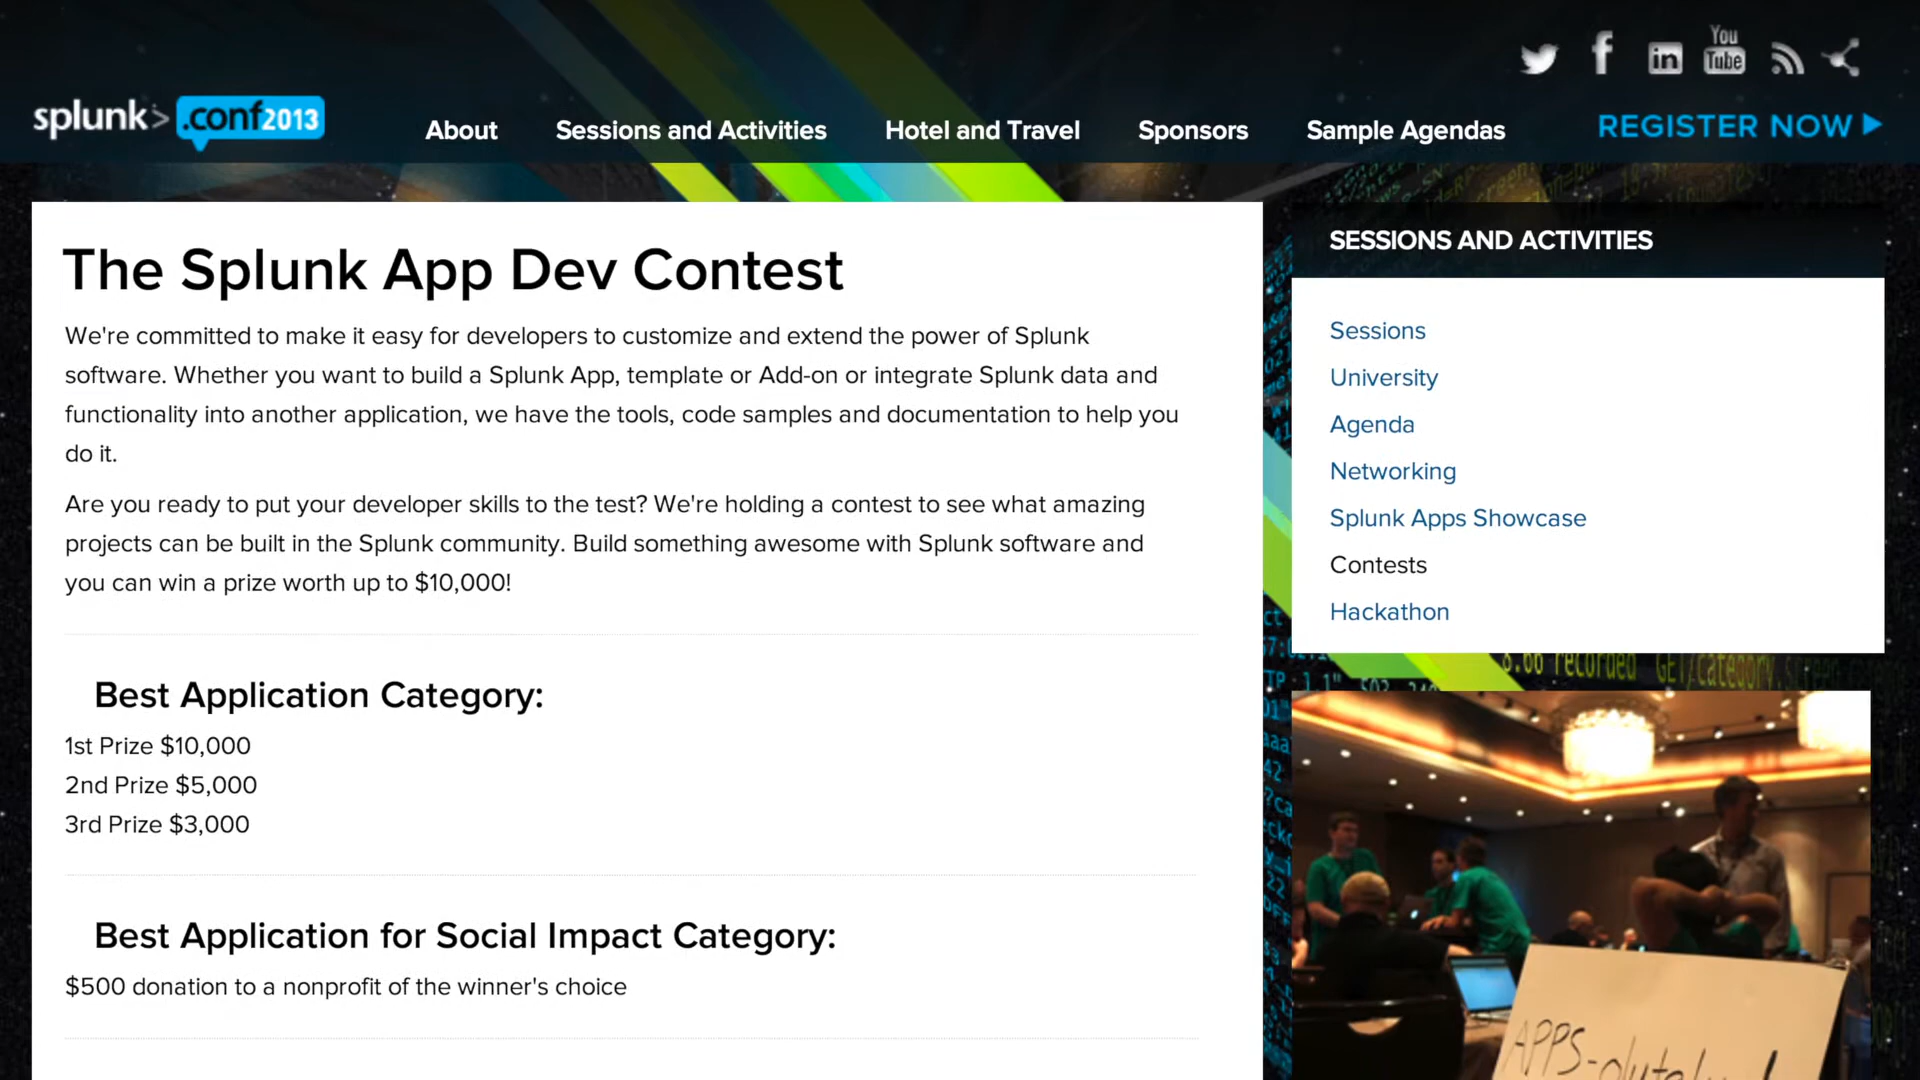 You
Tube
in
splunk> .conf2013
About
Sessions and Activities
Hotel and Travel
Sponsors
Sample Agendas
REGISTER NOW
The Splunk App Dev Contest
We're committed to make it easy for developers to customize and extend the power of Splunk
software. Whether you want to build a Splunk App, template or Add-on or integrate Splunk data and
functionality into another application, we have the tools, code samples and documentation to help you
do it.
Are you ready to put your developer skills to the test? We're holding a contest to see what amazing
projects can be built in the Splunk community. Build something awesome with Splunk software and
you can win a prize worth up to $10,000!
Best Application Category:
1st Prize $10,000
2nd Prize $5,000
3rd Prize $3,000
Best Application for Social Impact Category:
$500 donation to a nonprofit of the winner's choice
SESSIONS AND ACTIVITIES
Sessions
University
Agenda
Networking
Splunk Apps Showcase
Contests
Hackathon
recorded GET/category.screen
APPS-olutely!